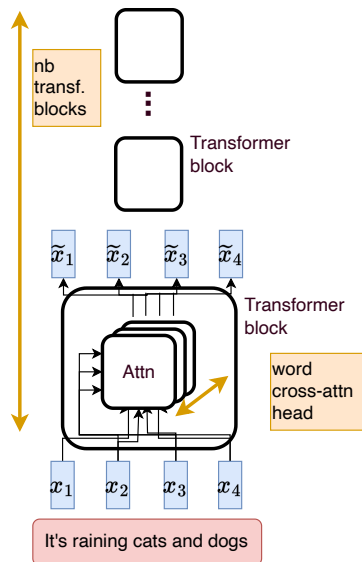 nb
transf.
blocks
Transformer
block
x̃₁ x̃₂ x̃₃ x̃₄
Transformer
block
Attn
word
cross-attn
head
x₁ x₂ x₃ x₄
It's raining cats and dogs